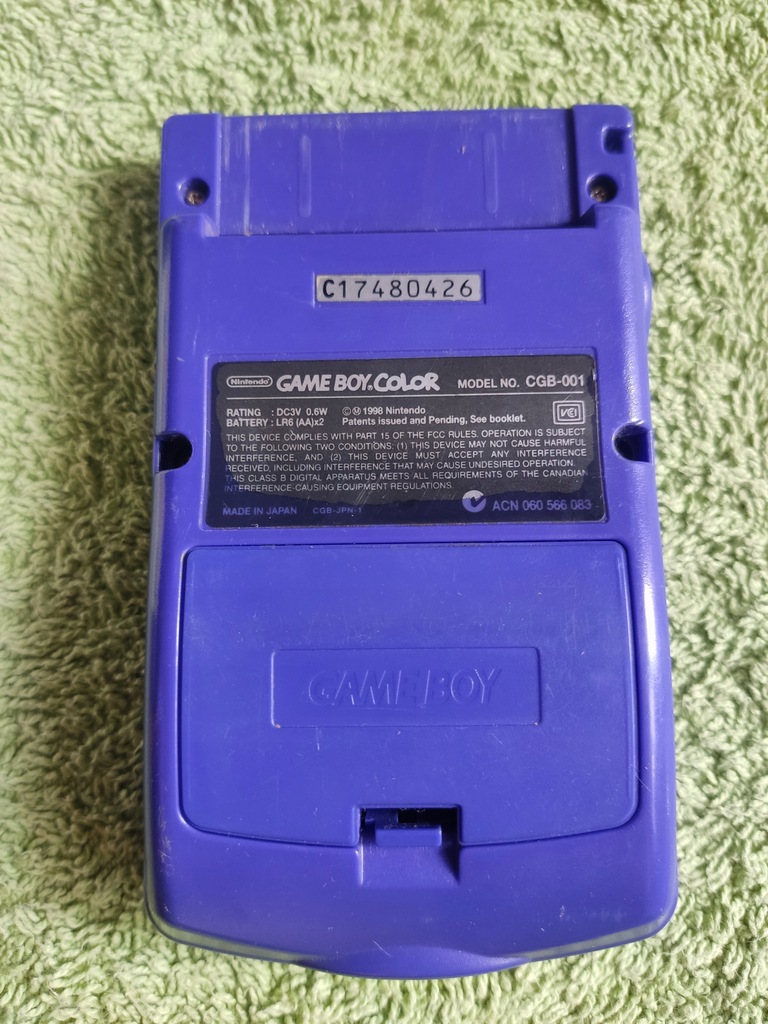 C17480426
Nintendo GAME BOY COLOR MODEL NO. CGB-001
RATING : DC3V 0.6W © Ⓜ 1998 Nintendo
BATTERY : LR6 (AA)x2 Patents issued and Pending, See booklet.
VCI
THIS DEVICE COMPLIES WITH PART 15 OF THE FCC RULES. OPERATION IS SUBJECT
TO THE FOLLOWING TWO CONDITIONS: (1) THIS DEVICE MAY NOT CAUSE HARMFUL
INTERFERENCE, AND (2) THIS DEVICE MUST ACCEPT ANY INTERFERENCE
RECEIVED, INCLUDING INTERFERENCE THAT MAY CAUSE UNDESIRED OPERATION.
THIS CLASS B DIGITAL APPARATUS MEETS ALL REQUIREMENTS OF THE CANADIAN
INTERFERENCE-CAUSING EQUIPMENT REGULATIONS.
MADE IN JAPAN CGB-JPN-1 ACN 060 566 083
GAME BOY